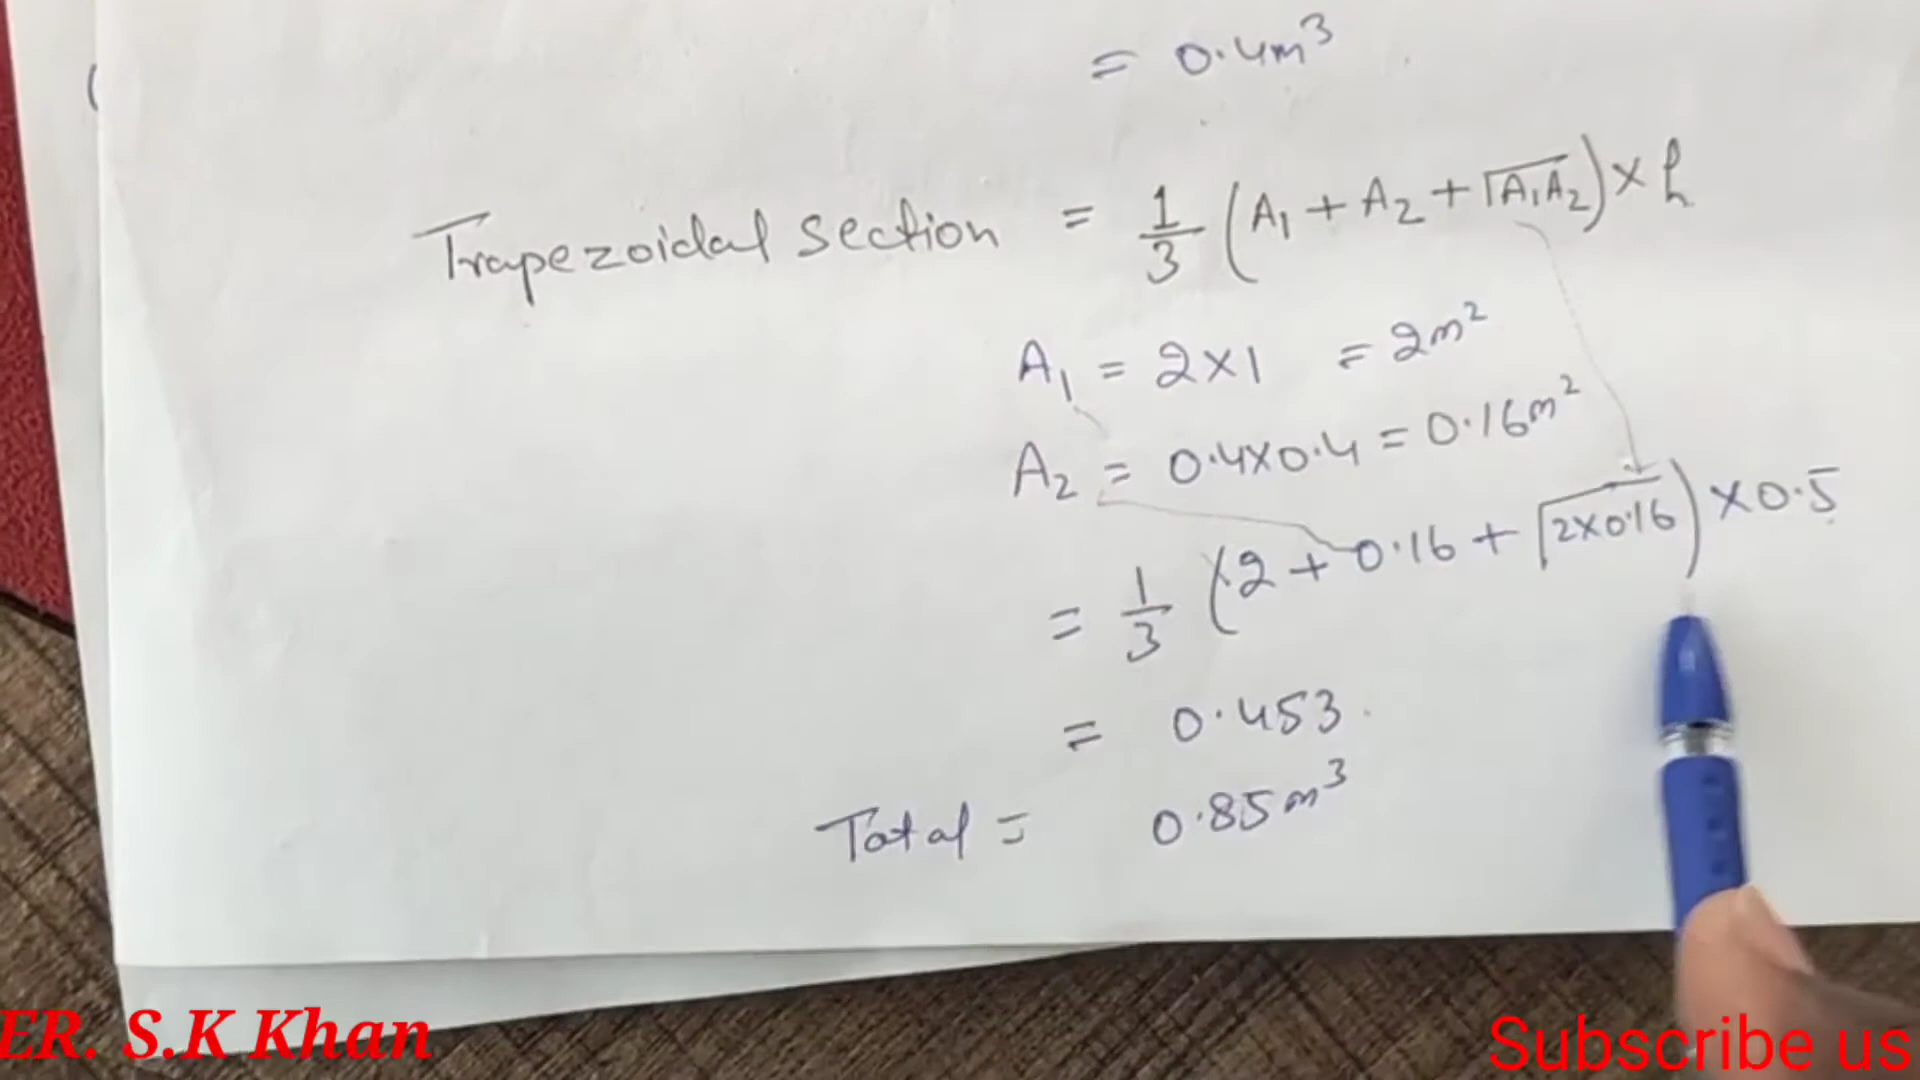 = 0.4m³
Trapezoidal Section = 1/3 (A₁ + A₂ + √A₁A₂) × h
A₁ = 2×1 = 2m²
A₂ = 0.4×0.4 = 0.16m²
= 1/3 (2 + 0.16 + √2×0.16) × 0.5
= 0.453
Total = 0.85m³
ER. S.K Khan
Subscribe us